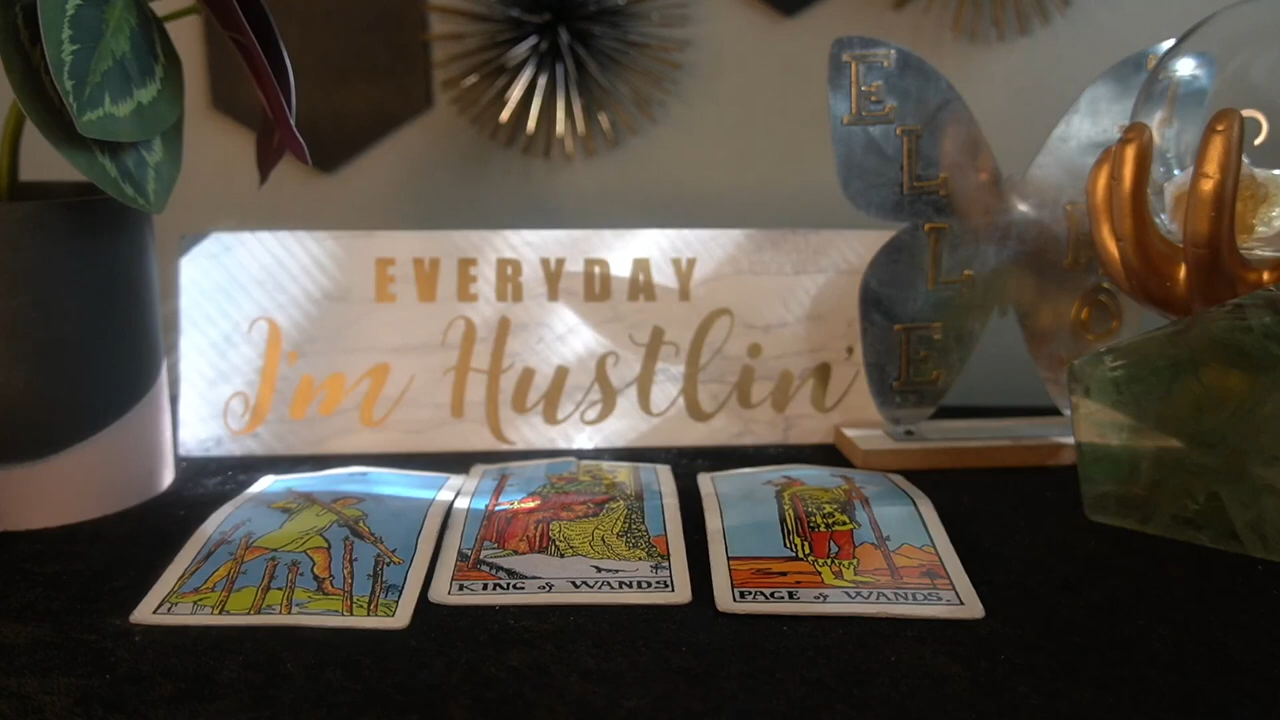 EVERYDAY
I'm Hustlin'
ELLE
KING of WANDS
PAGE of WANDS.